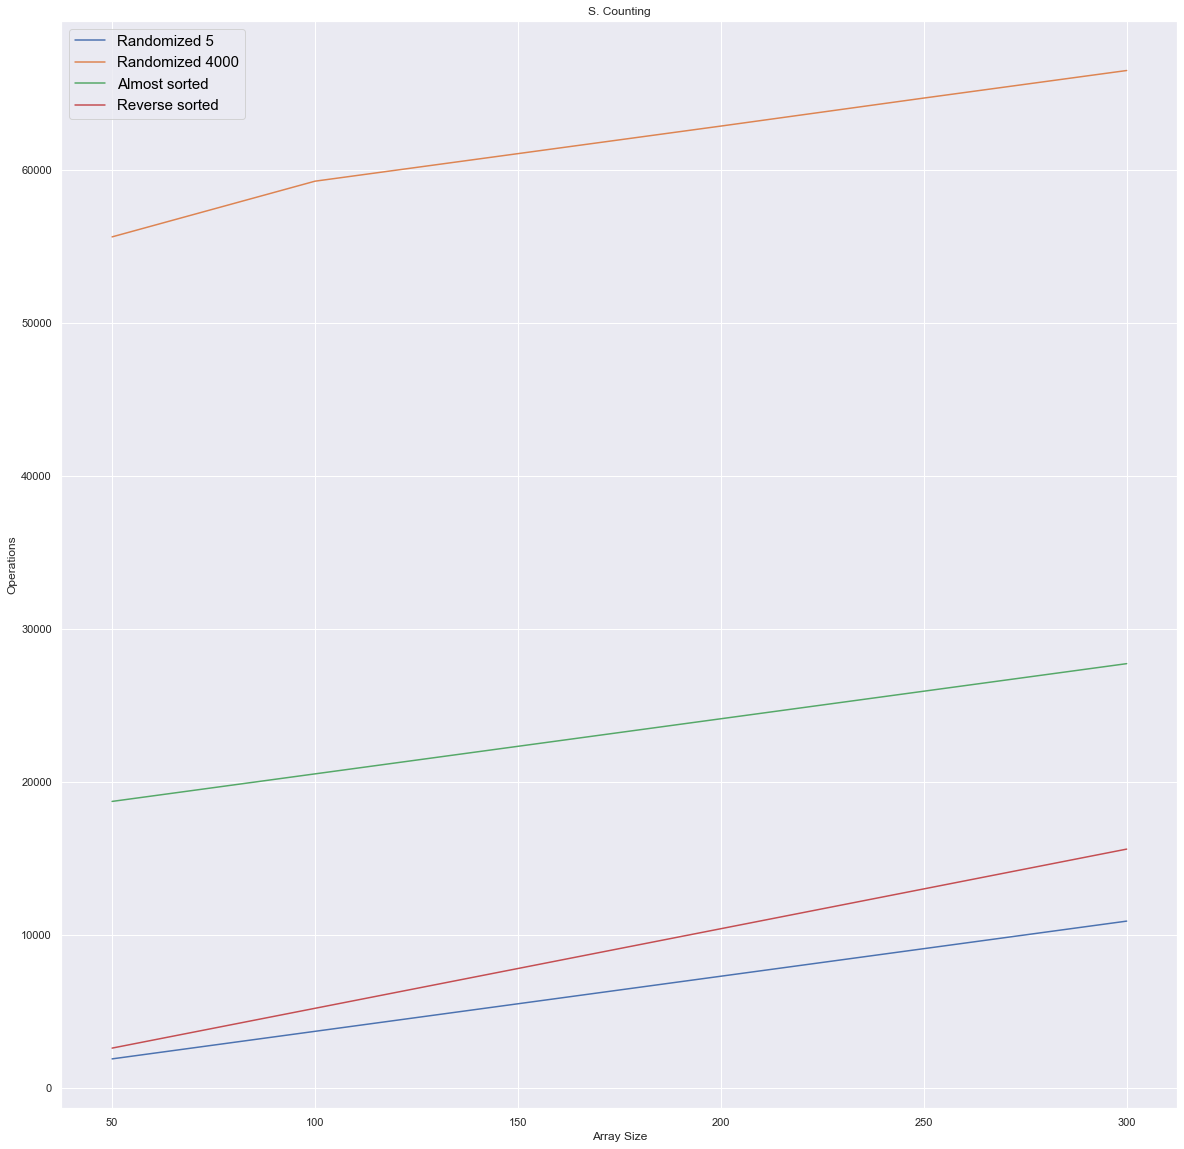 S. Counting
Randomized 5
Randomized 4000
Almost sorted
Reverse sorted
60000
50000
40000
30000
20000
10000
0
Operations
50 100 150 200 250 300
Array Size